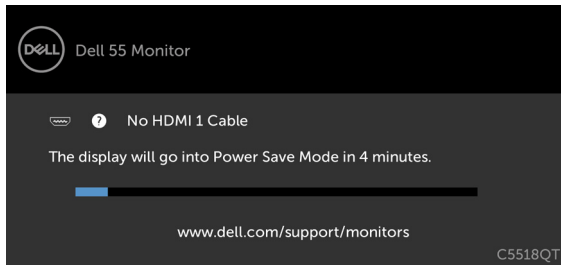 DELL Dell 55 Monitor
? No HDMI 1 Cable
The display will go into Power Save Mode in 4 minutes.
www.dell.com/support/monitors
C5518QT